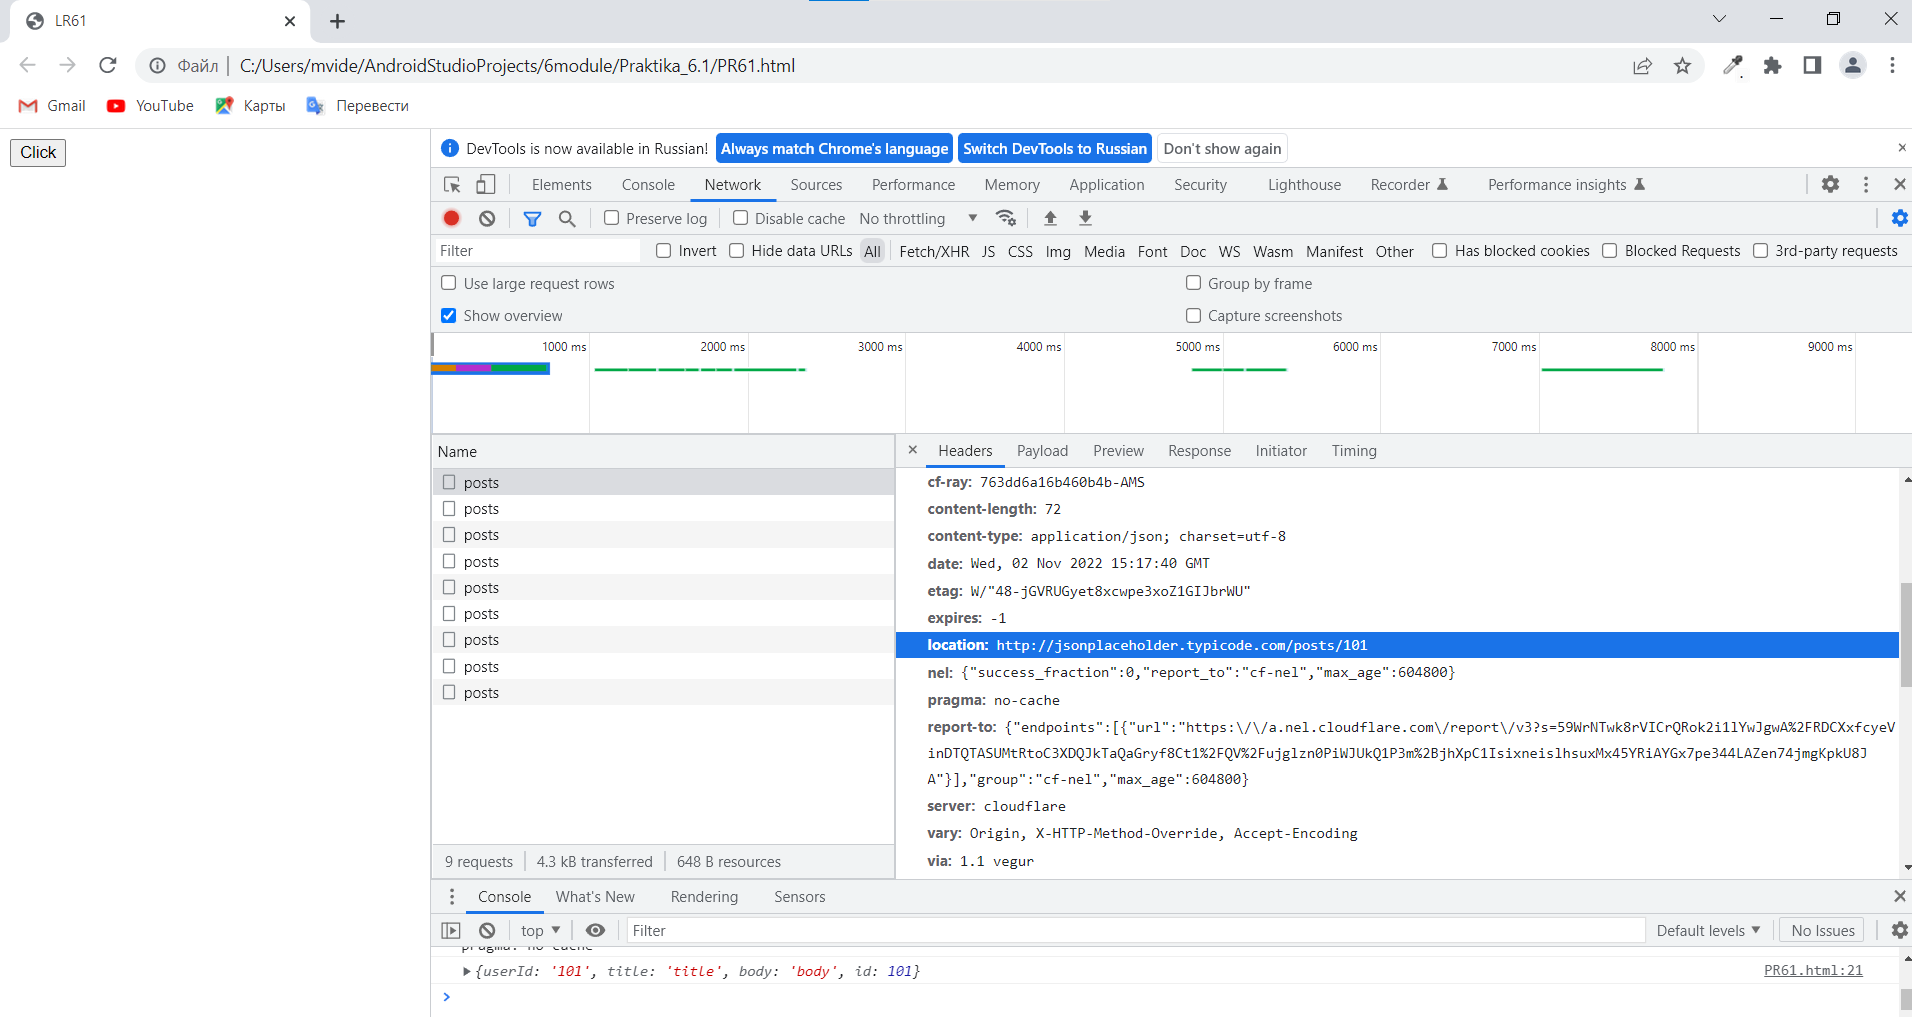 LR61
Файл C:/Users/mvide/AndroidStudioProjects/6module/Praktika_6.1/PR61.html
Gmail YouTube Карты Перевести
Click
DevTools is now available in Russian! Always match Chrome's language Switch DevTools to Russian Don't show again
Elements Console Network Sources Performance Memory Application Security Lighthouse Recorder Performance insights
Preserve log Disable cache No throttling
Filter Invert Hide data URLs All Fetch/XHR JS CSS Img Media Font Doc WS Wasm Manifest Other Has blocked cookies Blocked Requests 3rd-party requests
Use large request rows Group by frame
Show overview Capture screenshots
1000 ms 2000 ms 3000 ms 4000 ms 5000 ms 6000 ms 7000 ms 8000 ms 9000 ms
Name
posts
posts
posts
posts
posts
posts
posts
posts
posts
9 requests 4.3 kB transferred 648 B resources
Headers Payload Preview Response Initiator Timing
cf-ray: 763dd6a16b460b4b-AMS
content-length: 72
content-type: application/json; charset=utf-8
date: Wed, 02 Nov 2022 15:17:40 GMT
etag: W/"48-jGVRUGyet8xcwpe3xoZ1GIJbrWU"
expires: -1
location: http://jsonplaceholder.typicode.com/posts/101
nel: {"success_fraction":0,"report_to":"cf-nel","max_age":604800}
pragma: no-cache
report-to: {"endpoints":[{"url":"https:\/\/a.nel.cloudflare.com\/report\/v3?s=59WrNTwk8rVICrQRok2i1lYwJgwA%2FRDCXxfcyeV
inDTQTASUMtRtoC3XDQJkTaQaGryf8Ct1%2FQV%2Fujglzn0PiWJUkQ1P3m%2BjhXpC1Isixneis1hsuxMx45YRiAYGx7pe344LAZen74jmgKpkU8J
A"}],"group":"cf-nel","max_age":604800}
server: cloudflare
vary: Origin, X-HTTP-Method-Override, Accept-Encoding
via: 1.1 vegur
Console What's New Rendering Sensors
top Filter Default levels No Issues
pragma: no-cache
{userId: '101', title: 'title', body: 'body', id: 101} PR61.html:21